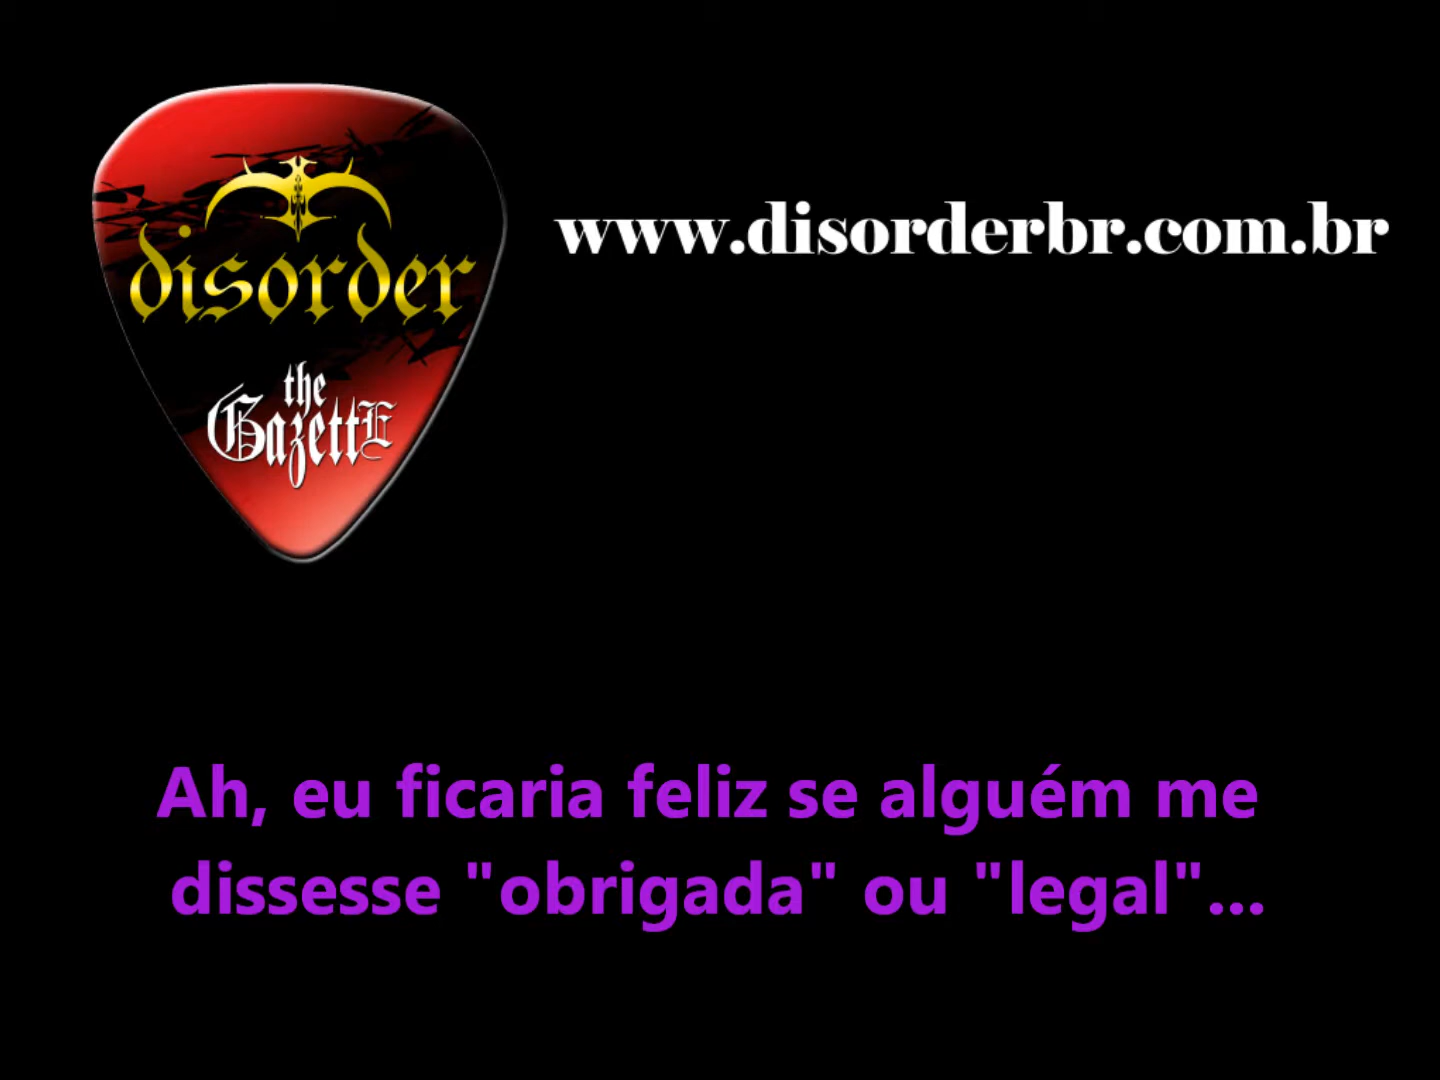 disorder
the
GazettE
www.disorderbr.com.br
Ah, eu ficaria feliz se alguém me
dissesse "obrigada" ou "legal"...